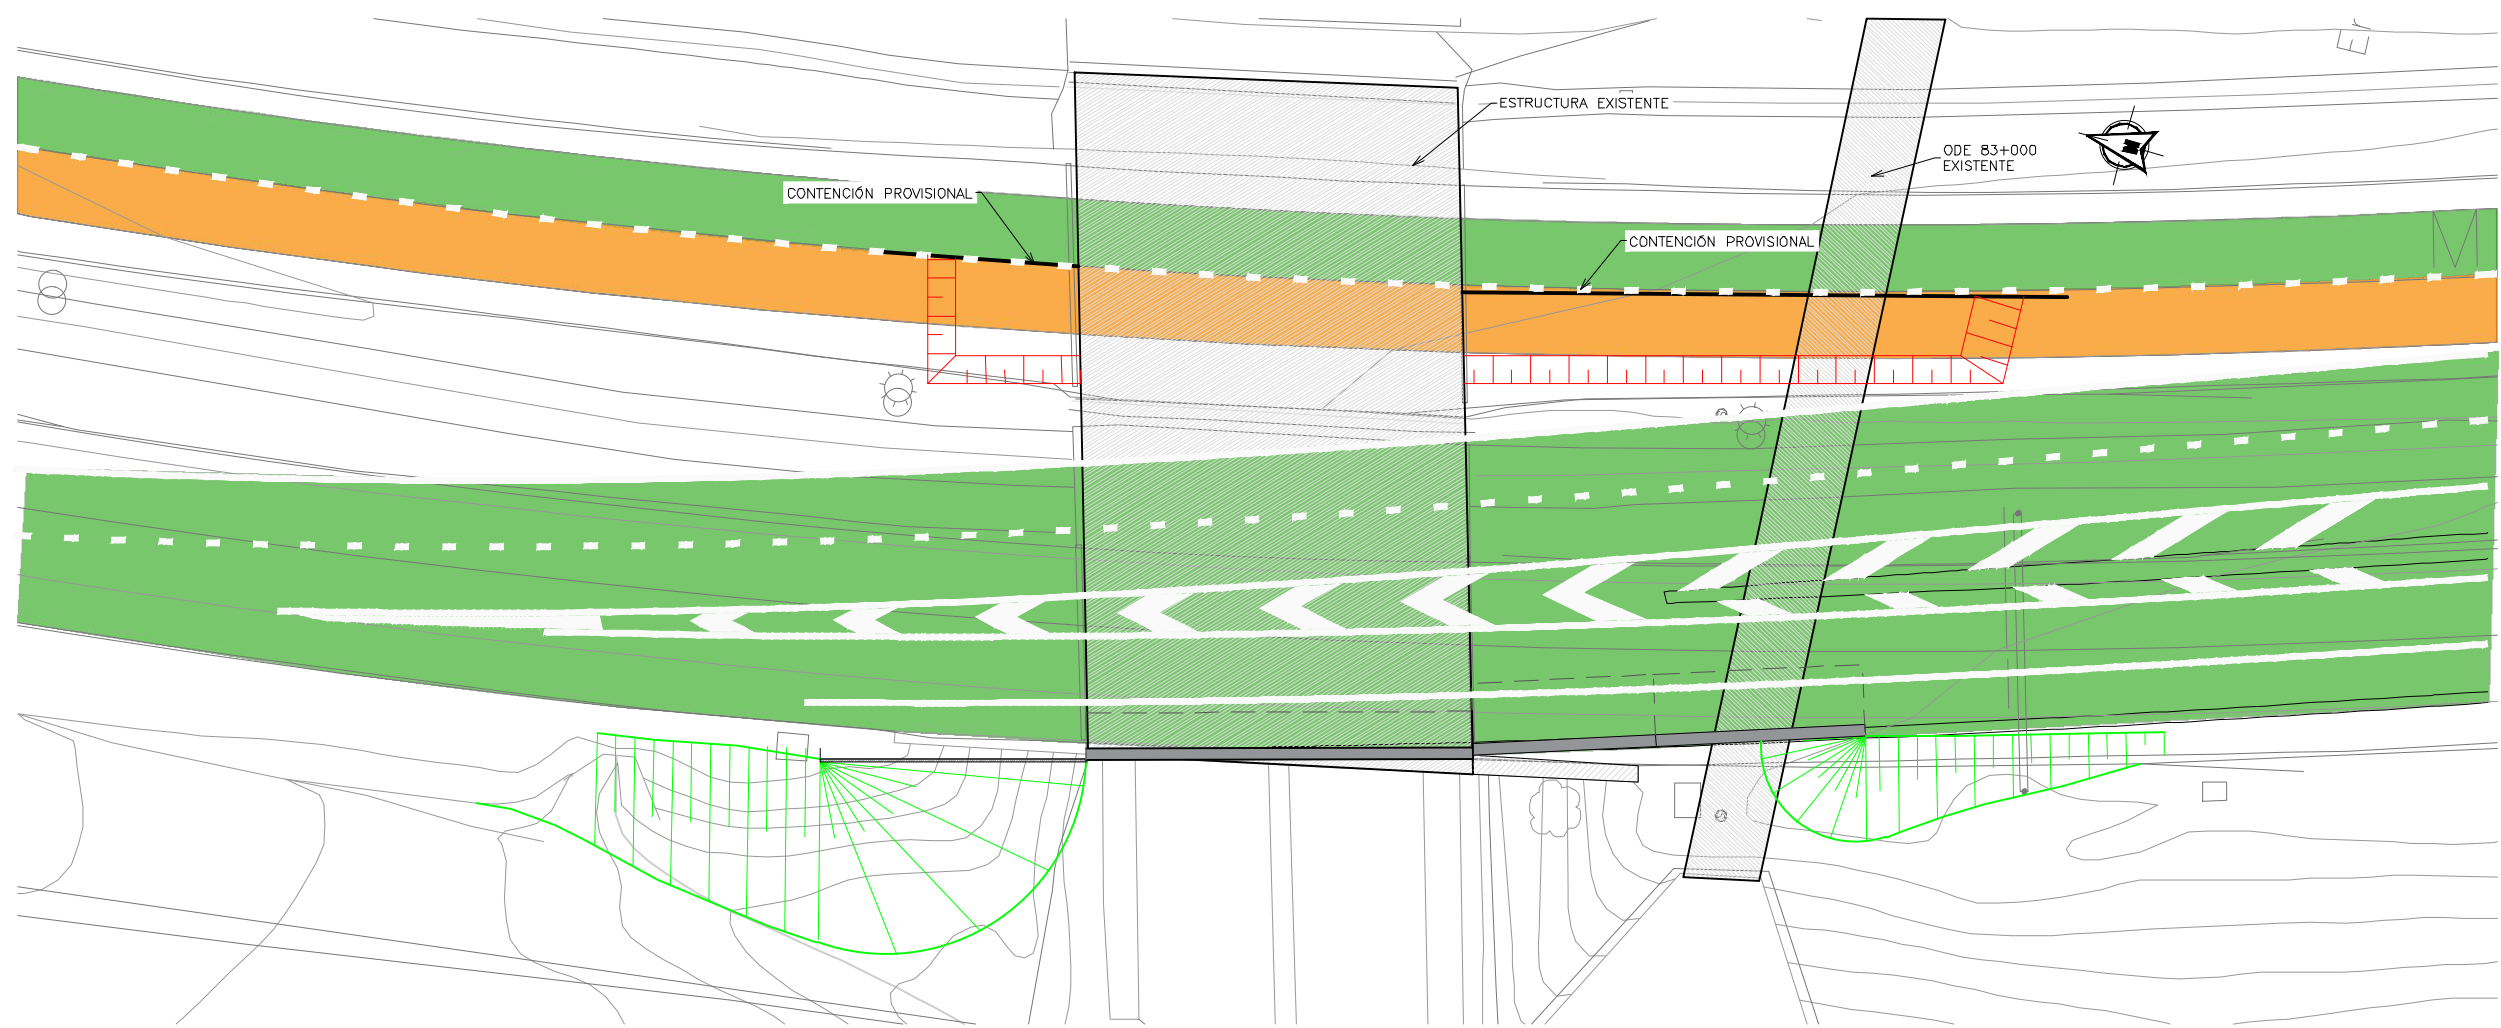 ESTRUCTURA EXISTENTE
ODE 83+000
EXISTENTE
CONTENCIÓN PROVISIONAL
CONTENCIÓN PROVISIONAL